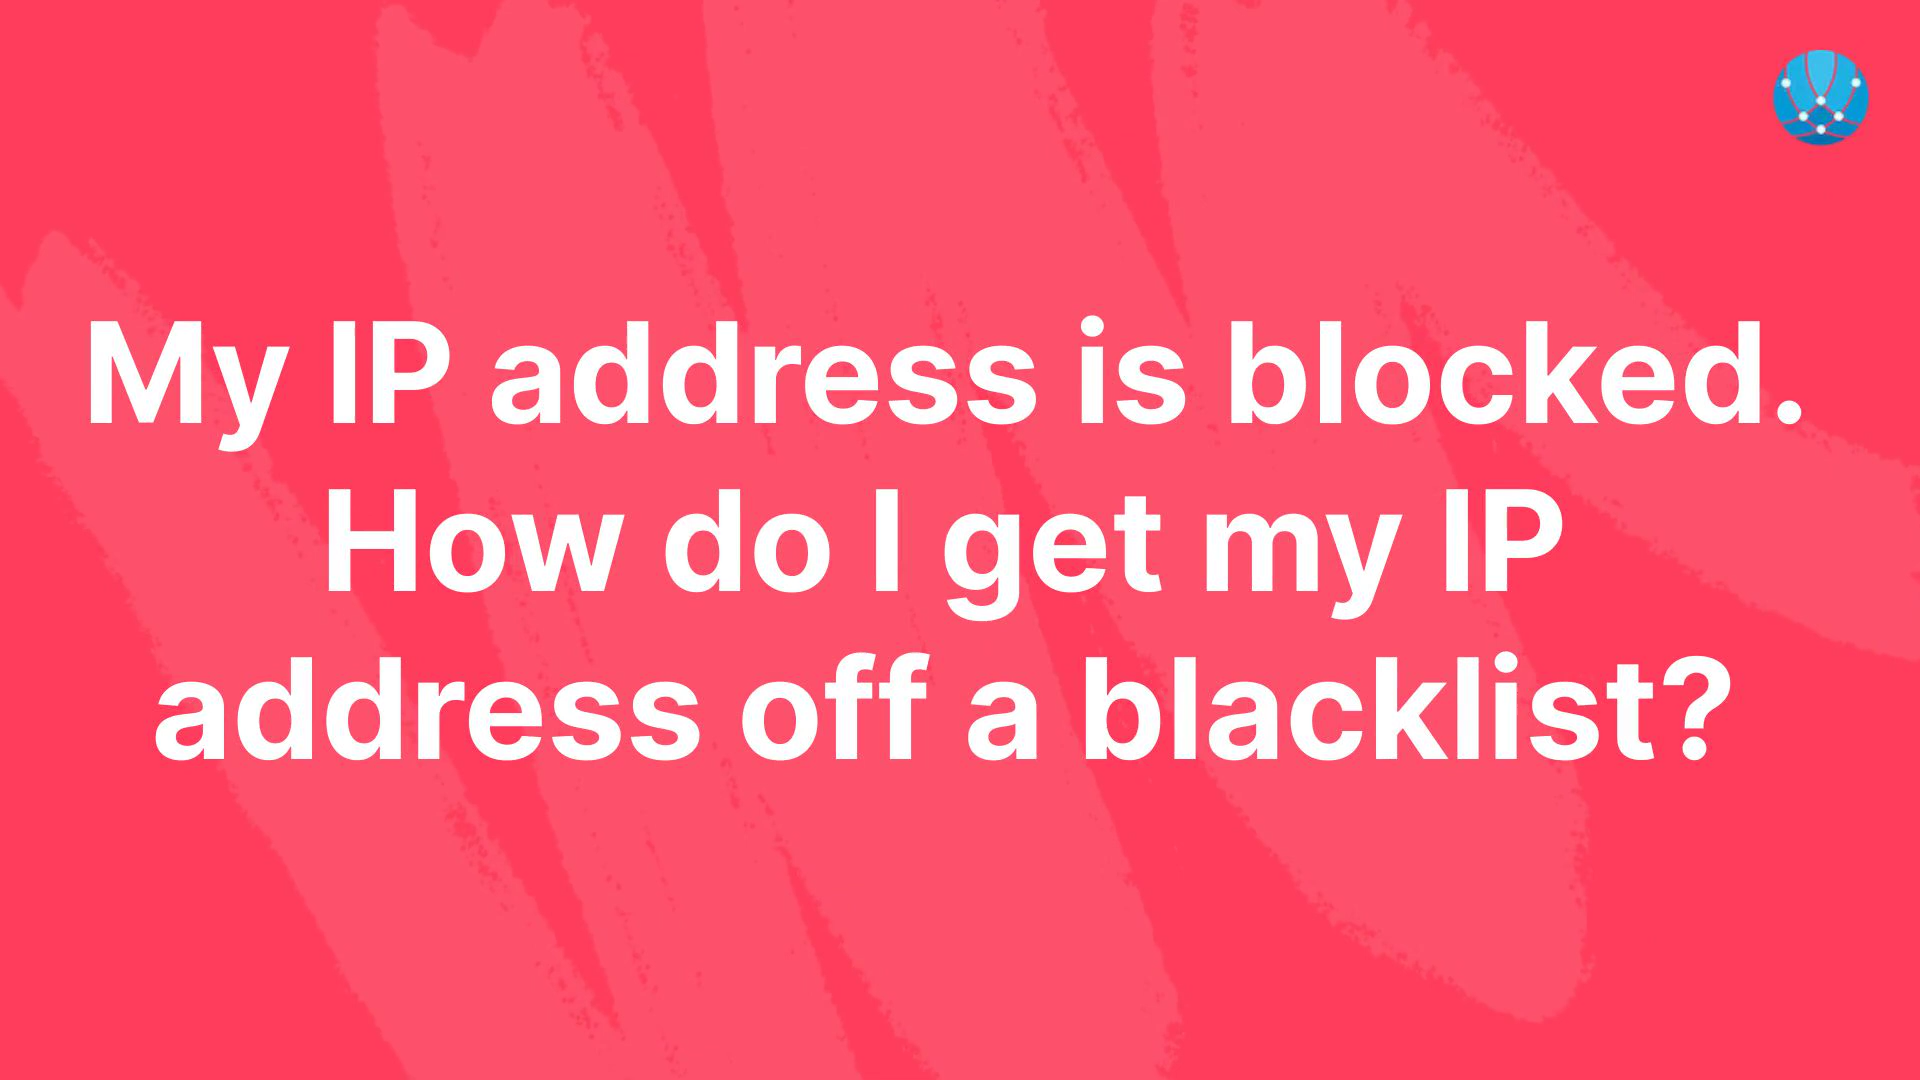 My IP address is blocked.
How do I get my IP
address off a blacklist?